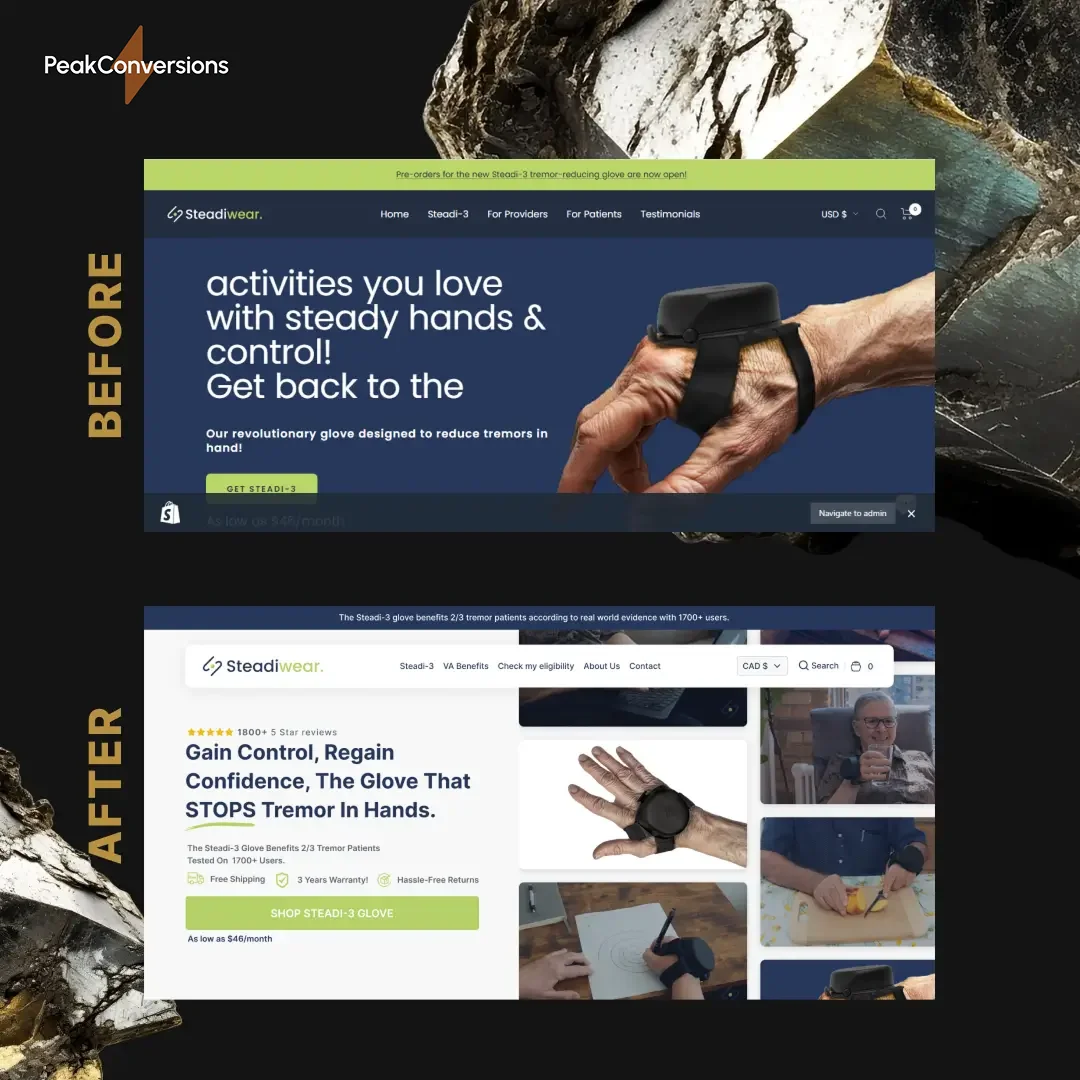 PeakConversions
BEFORE
Pre-orders for the new Steadi-3 tremor-reducing glove are now open!
Steadiwear.
Home Steadi-3 For Providers For Patients Testimonials
USD $
0
activities you love
with steady hands &
control!
Get back to the
Our revolutionary glove designed to reduce tremors in
hand!
GET STEADI-3
As low as $46/month
Navigate to admin
AFTER
The Steadi-3 glove benefits 2/3 tremor patients according to real world evidence with 1700+ users.
Steadiwear.
Steadi-3 VA Benefits Check my eligibility About Us Contact
CAD $ Search 0
1800+ 5 Star reviews
Gain Control, Regain
Confidence, The Glove That
STOPS Tremor In Hands.
The Steadi-3 Glove Benefits 2/3 Tremor Patients
Tested On 1700+ Users.
Free Shipping 3 Years Warranty! Hassle-Free Returns
SHOP STEADI-3 GLOVE
As low as $46/month